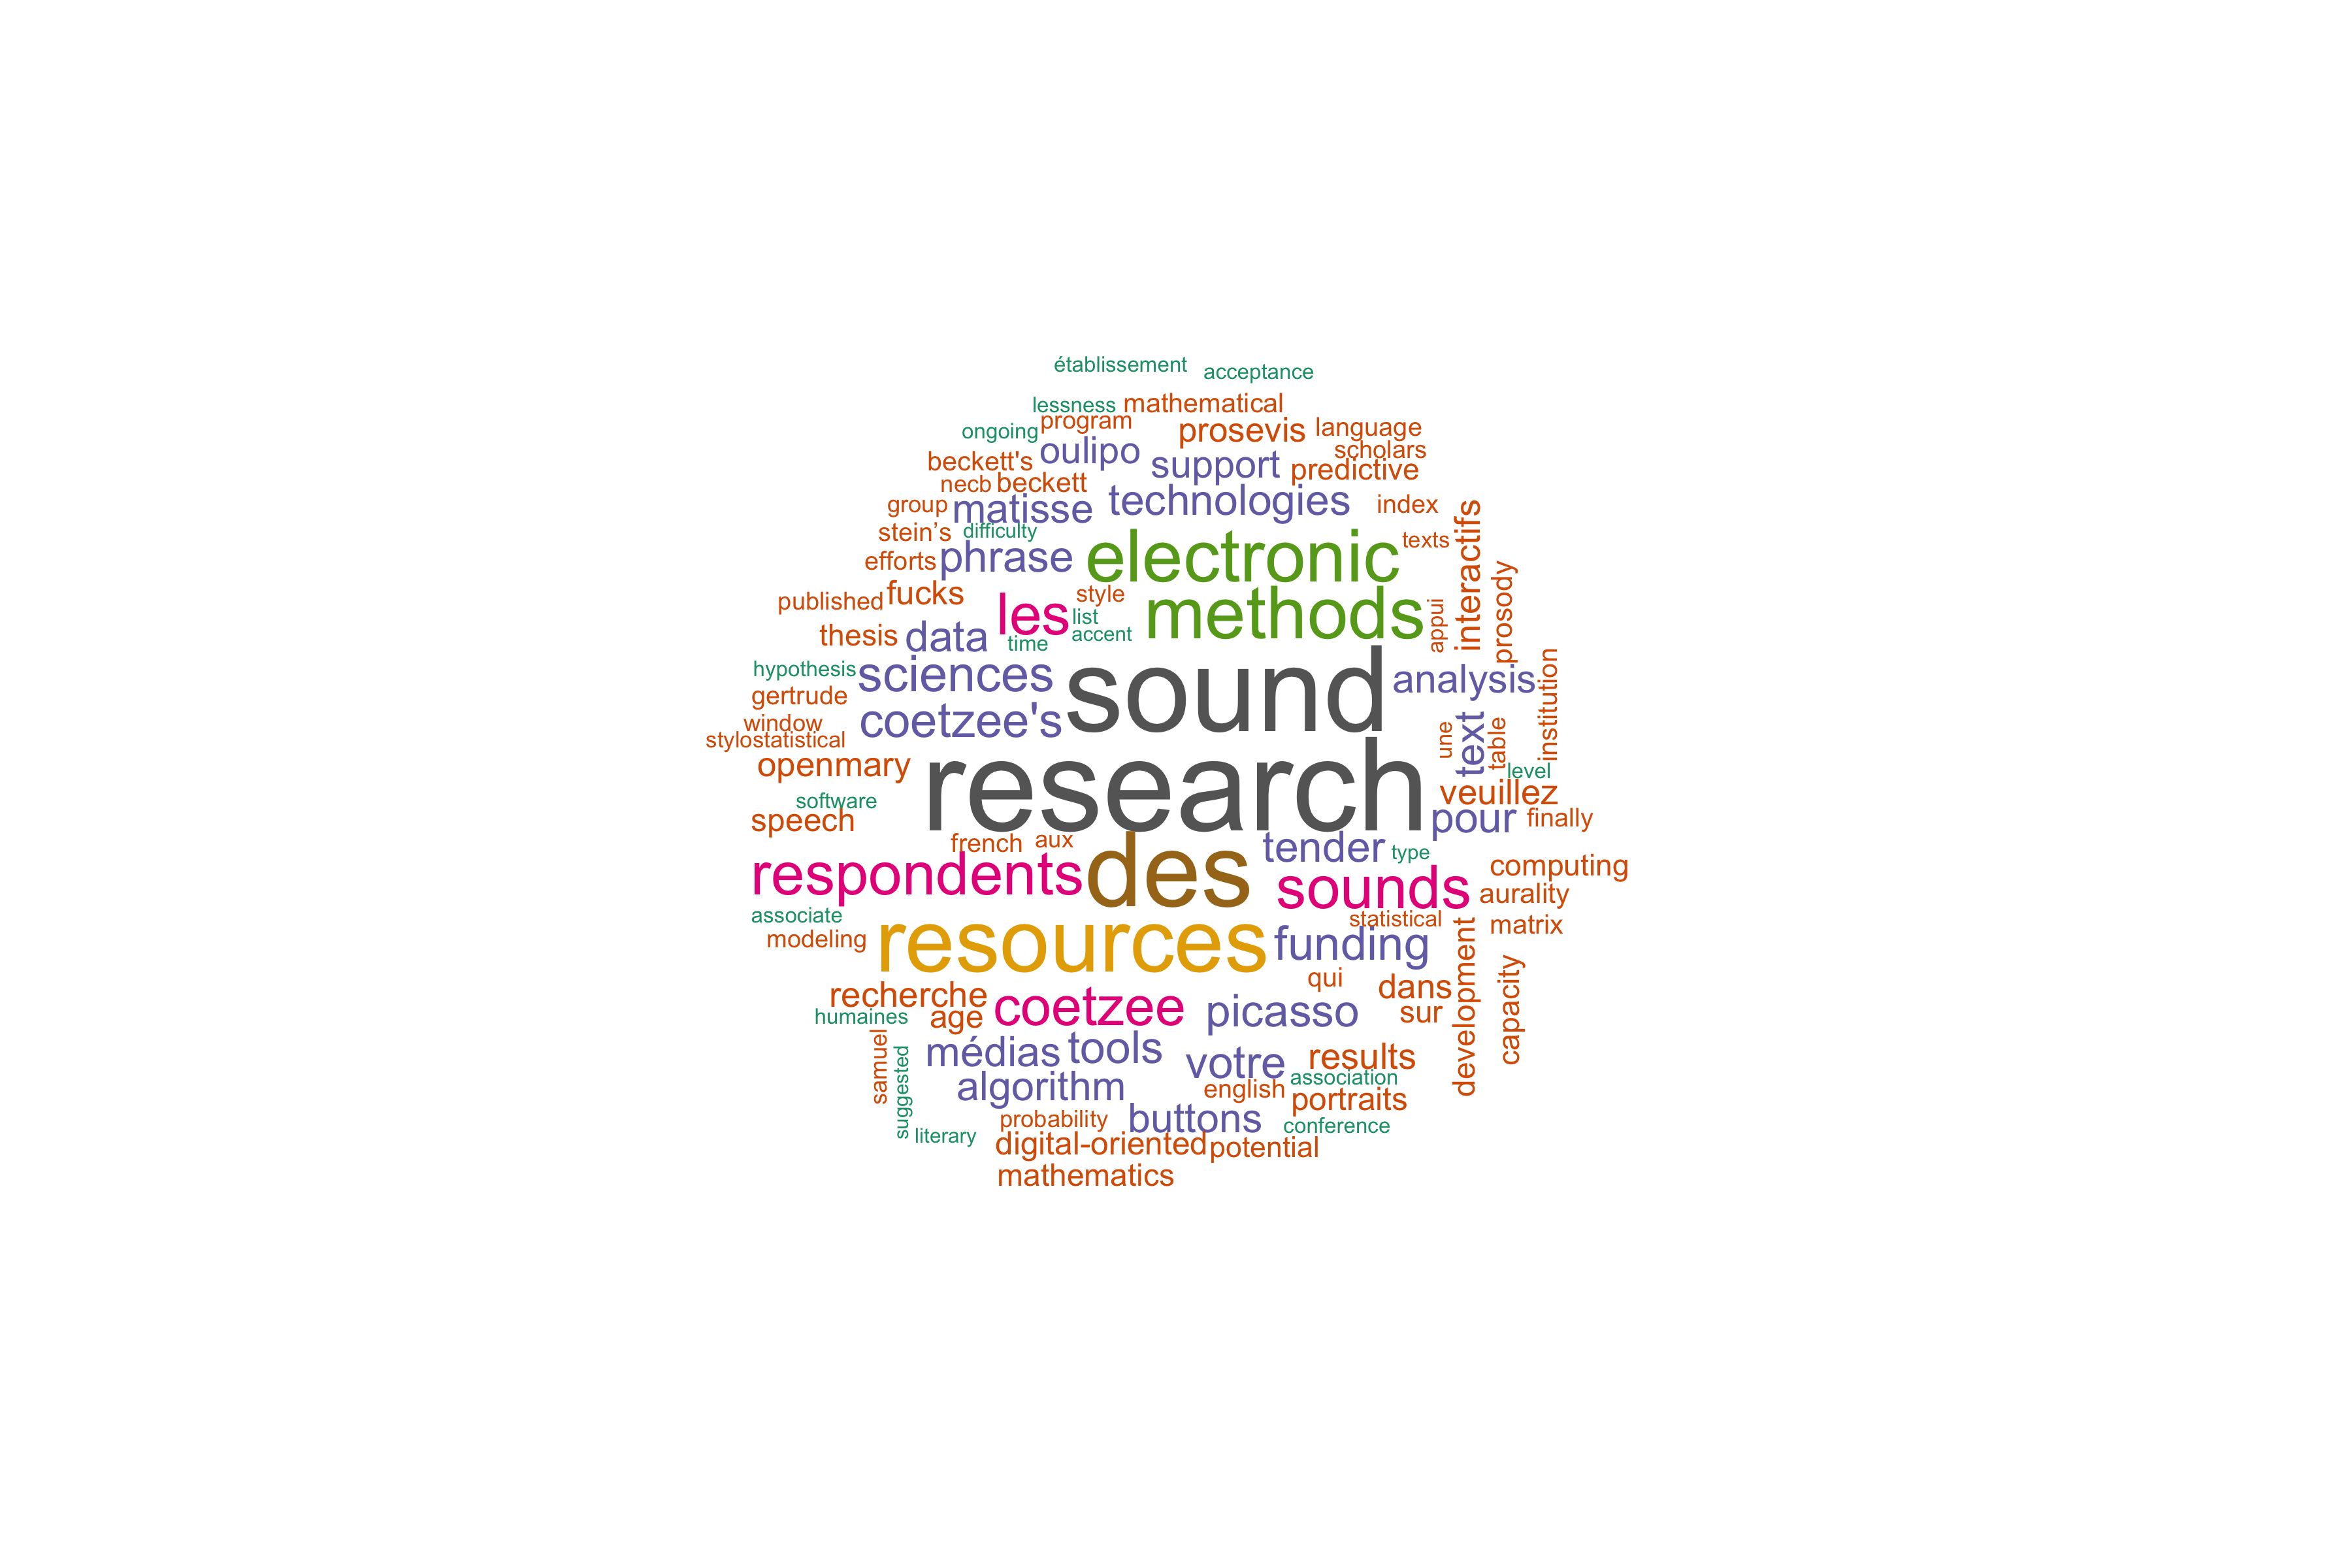 établissement
acceptance
lessness
mathematical
program
ongoing
prosevis
language
oulipo
scholars
beckett's
support
predictive
necb
beckett
group
matisse
technologies
index
interactifs
stein’s
difficulty
electronic
texts
efforts
phrase
published
fucks
les
style
methods
appui
prosody
list
thesis
data
time
accent
hypothesis
sciences
sound
analysis
institution
gertrude
window
coetzee's
stylostatistical
une
text
table
openmary
research
level
software
veuillez
speech
pour
finally
french
aux
des
tender
type
respondents
sounds
computing
aurality
associate
statistical
matrix
modeling
resources
funding
development
capacity
qui
recherche
dans
humaines
age
coetzee
picasso
sur
samuel
suggested
médias
tools
votre
results
algorithm
english
association
portraits
probability
buttons
conference
literary
digital-oriented
potential
mathematics